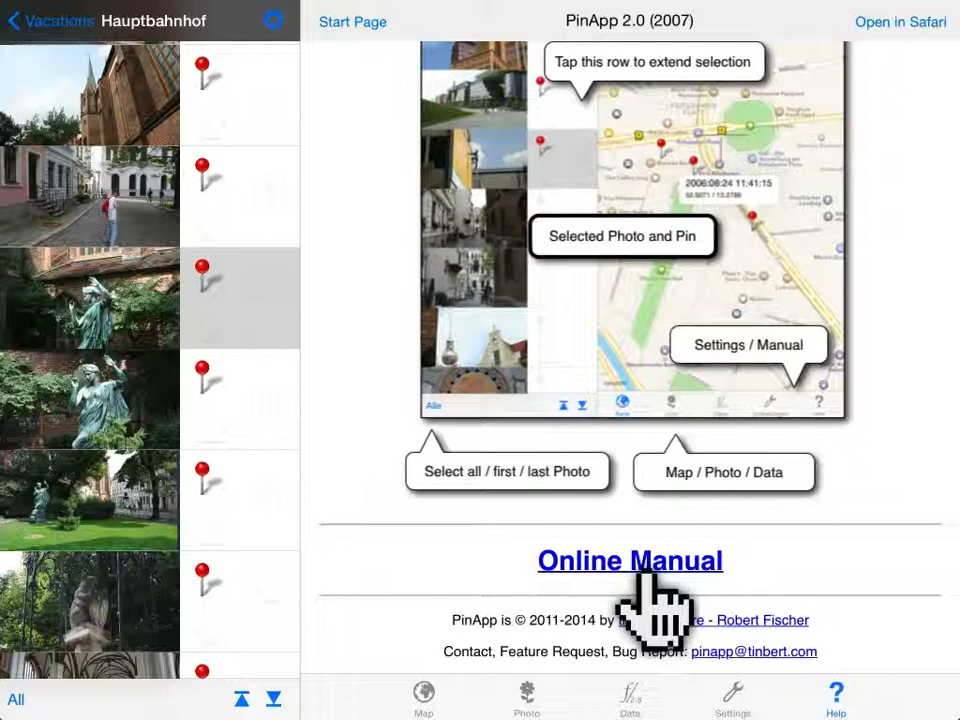 Vacations Hauptbahnhof
Start Page
PinApp 2.0 (2007)
Open in Safari
Tap this row to extend selection
2006:08:24 11:41:15
Selected Photo and Pin
Settings / Manual
Alle
Select all / first / last Photo
Map / Photo / Data
Online Manual
PinApp is © 2011-2014 by re - Robert Fischer
Contact, Feature Request, Bug Report: pinapp@tinbert.com
All
Map
Photo
Data
Settings
Help